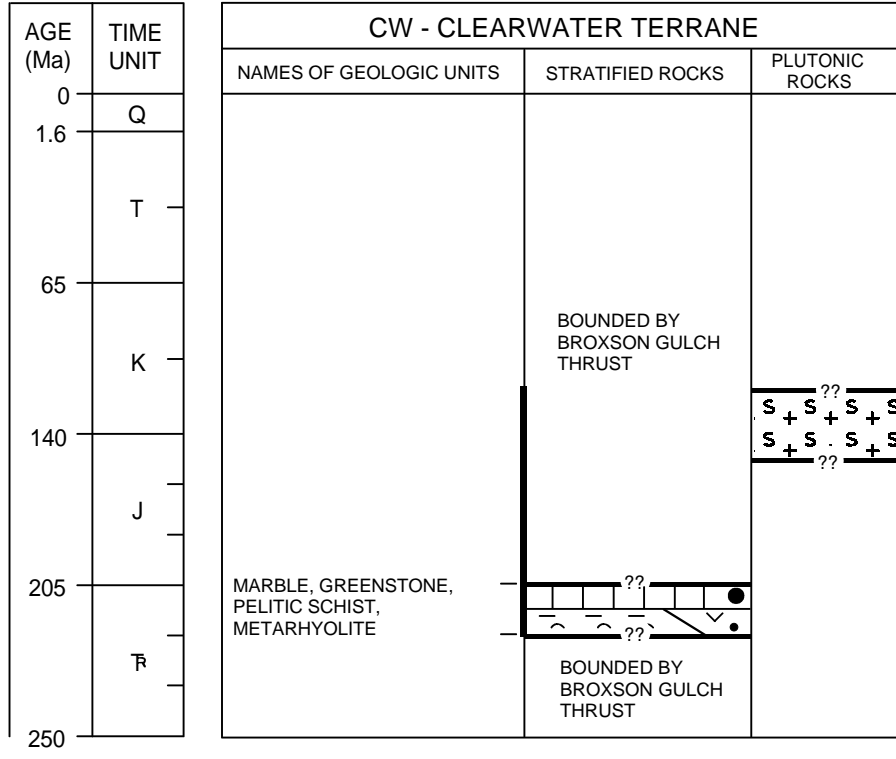 AGE
(Ma)
TIME
UNIT
CW - CLEARWATER TERRANE
NAMES OF GEOLOGIC UNITS
STRATIFIED ROCKS
PLUTONIC
ROCKS
0
Q
1.6
T
65
K
140
J
205
TR
250
BOUNDED BY
BROXSON GULCH
THRUST
??
S S S S
S S S S
??
MARBLE, GREENSTONE,
PELITIC SCHIST,
METARHYOLITE
??
??
BOUNDED BY
BROXSON GULCH
THRUST